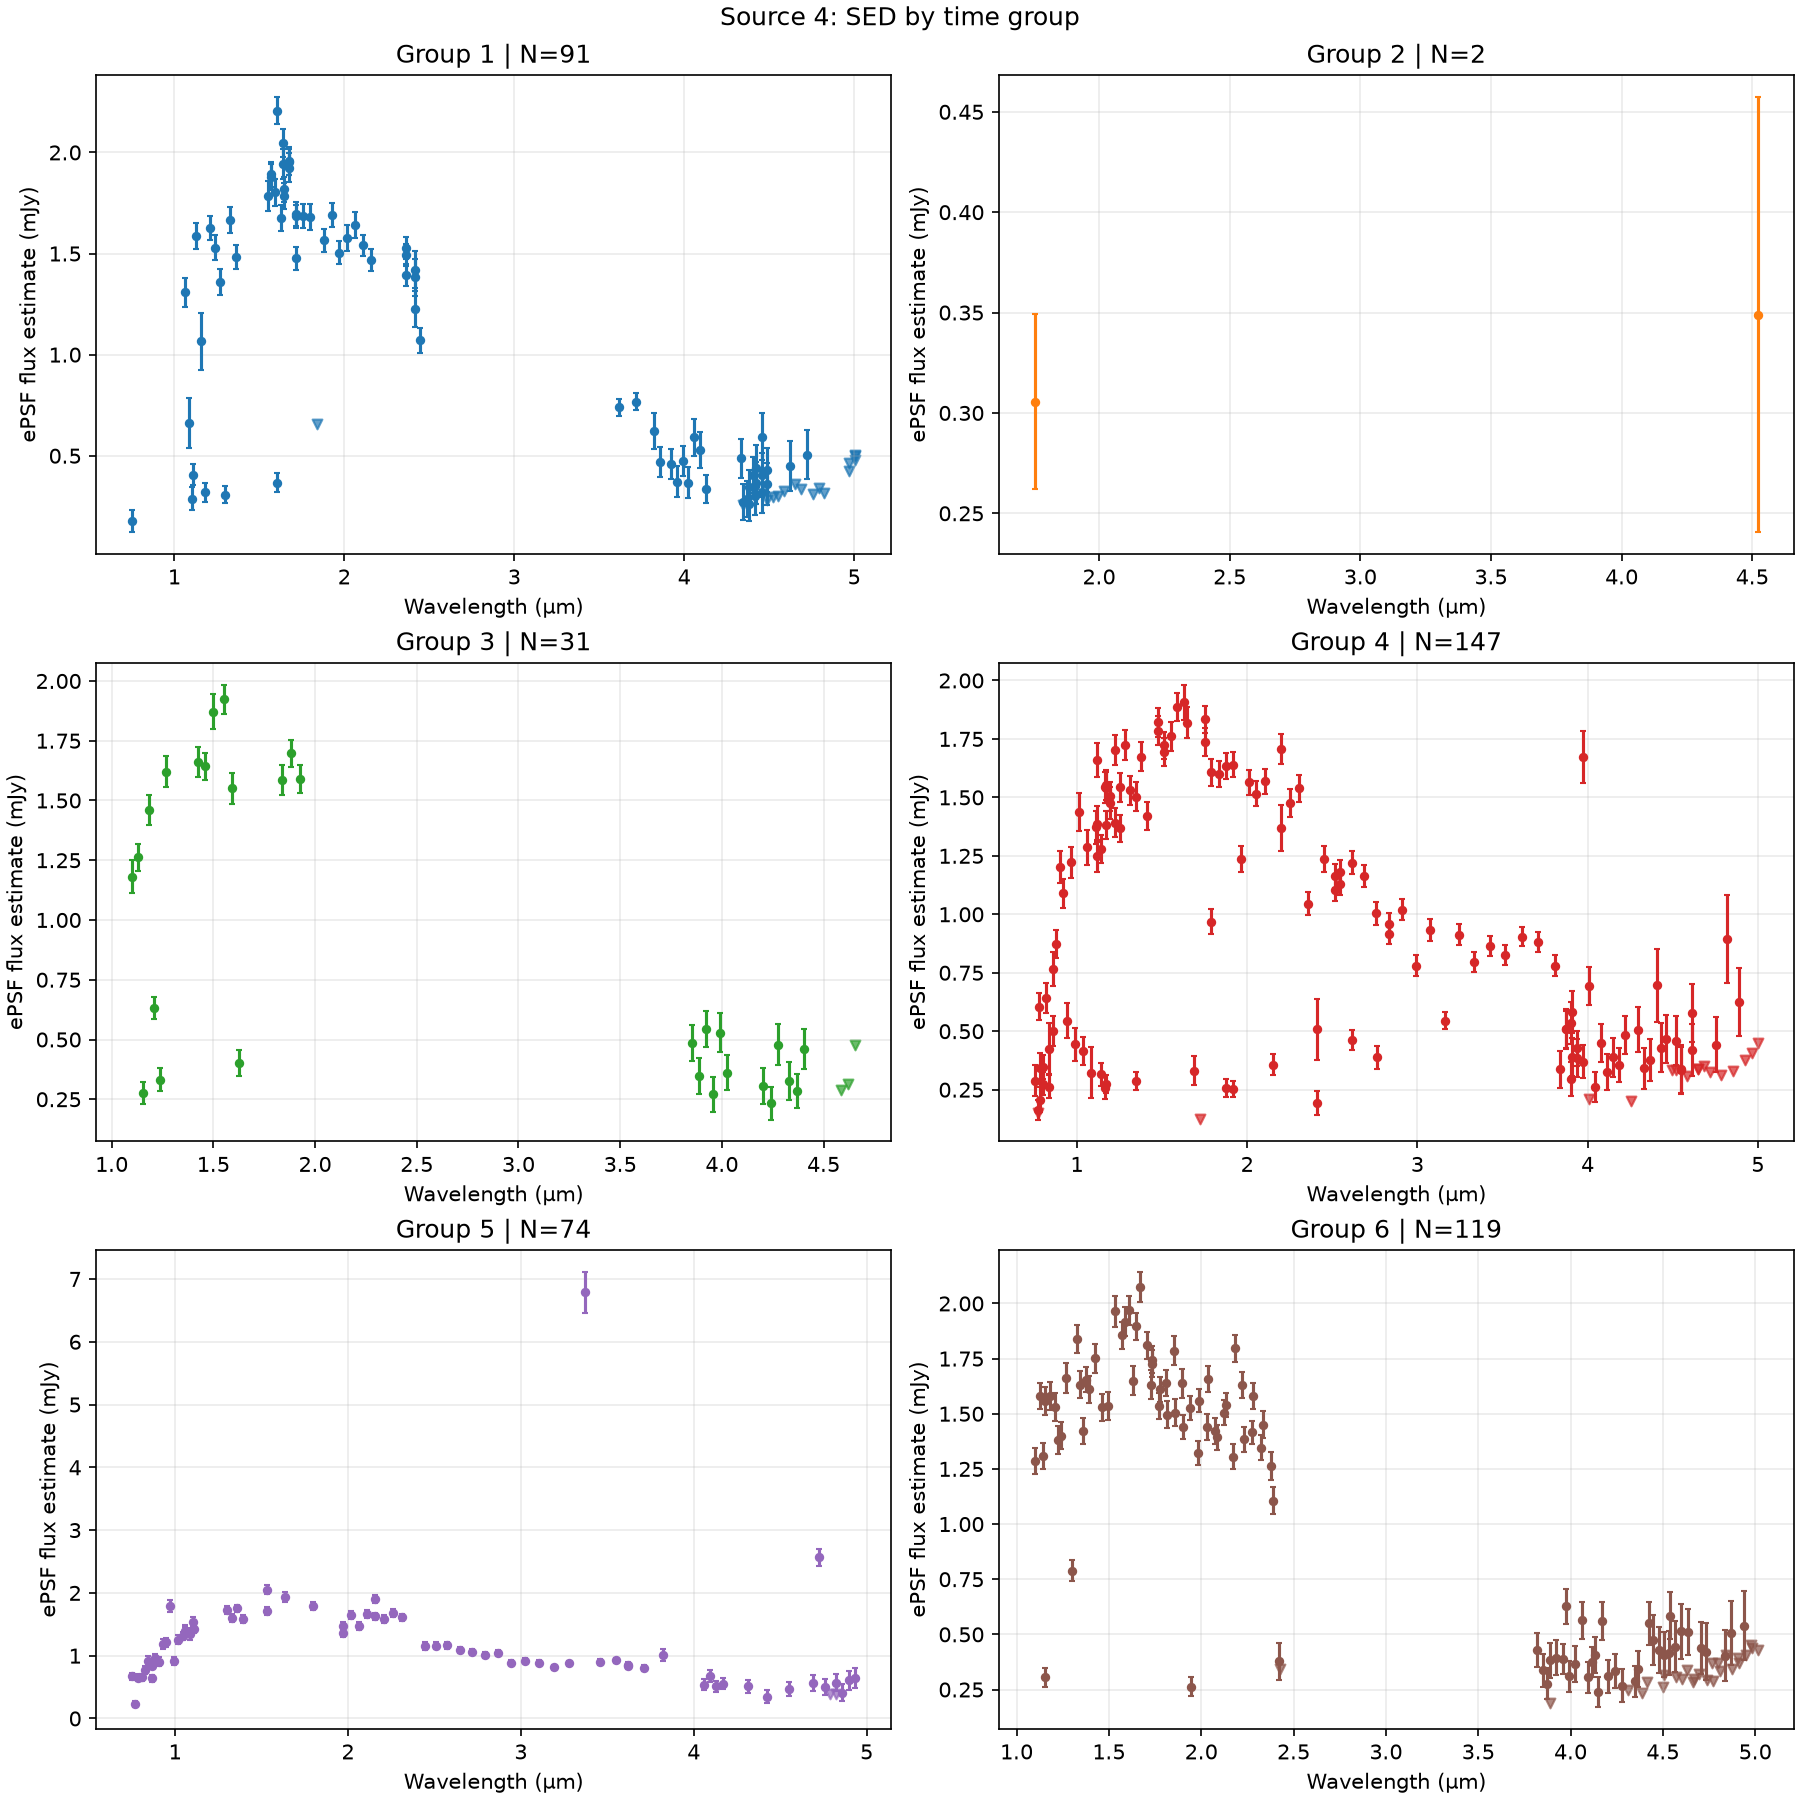 Source 4: SED by time group
Group 1 | N=91
ePSF flux estimate (mJy)
2.0
1.5
1.0
0.5
1 2 3 4 5
Wavelength (μm)
Group 2 | N=2
ePSF flux estimate (mJy)
0.45
0.40
0.35
0.30
0.25
2.0 2.5 3.0 3.5 4.0 4.5
Wavelength (μm)
Group 3 | N=31
ePSF flux estimate (mJy)
2.00
1.75
1.50
1.25
1.00
0.75
0.50
0.25
1.0 1.5 2.0 2.5 3.0 3.5 4.0 4.5
Wavelength (μm)
Group 4 | N=147
ePSF flux estimate (mJy)
2.00
1.75
1.50
1.25
1.00
0.75
0.50
0.25
1 2 3 4 5
Wavelength (μm)
Group 5 | N=74
ePSF flux estimate (mJy)
7
6
5
4
3
2
1
0
1 2 3 4 5
Wavelength (μm)
Group 6 | N=119
ePSF flux estimate (mJy)
2.00
1.75
1.50
1.25
1.00
0.75
0.50
0.25
1.0 1.5 2.0 2.5 3.0 3.5 4.0 4.5 5.0
Wavelength (μm)